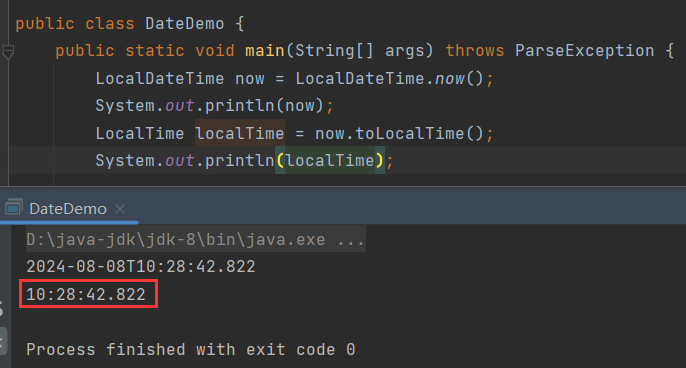 public class DateDemo {
public static void main(String[] args) throws ParseException {
LocalDateTime now = LocalDateTime.now();
System.out.println(now);
LocalTime localTime = now.toLocalTime();
System.out.println(localTime);
DateDemo ×
D:\java-jdk\jdk-8\bin\java.exe ...
2024-08-08T10:28:42.822
10:28:42.822
Process finished with exit code 0